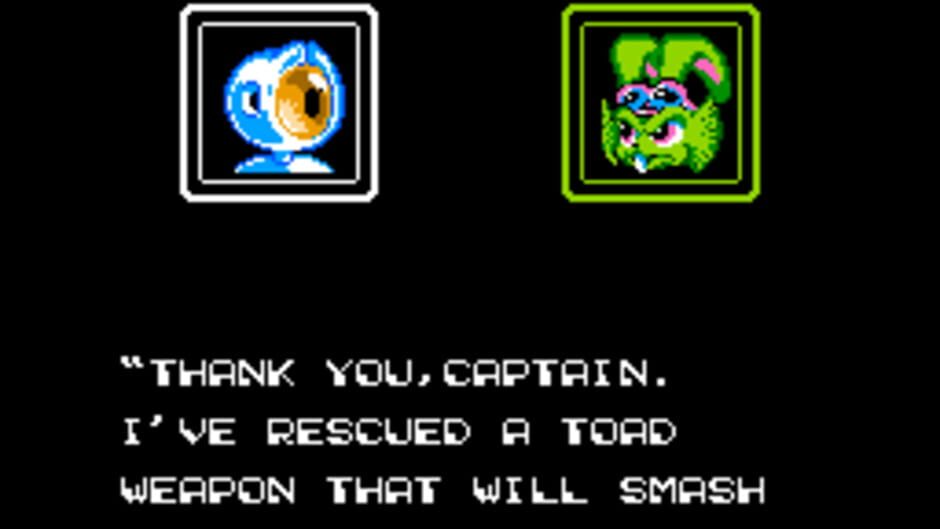 “THANK YOU,CAPTAIN.
I'VE RESCUED A TOAD
WEAPON THAT WILL SMASH